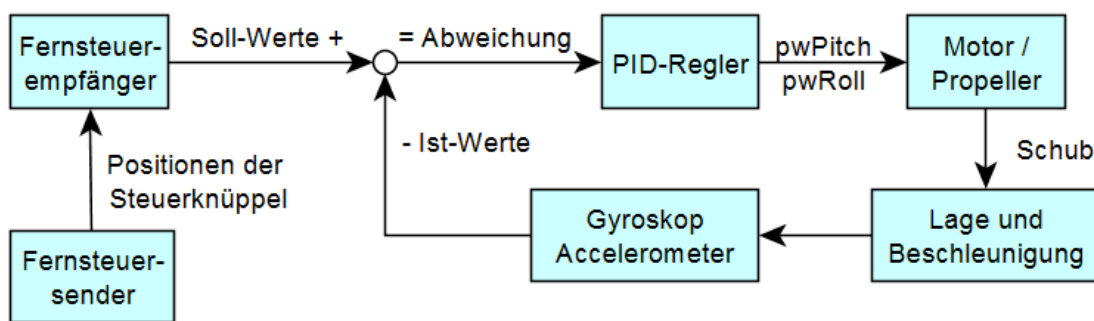 Fernsteuer-
empfänger
Soll-Werte +
= Abweichung
PID-Regler
pwPitch
pwRoll
Motor /
Propeller
Positionen der
Steuerknüppel
- Ist-Werte
Schub
Fernsteuer-
sender
Gyroskop
Accelerometer
Lage und
Beschleunigung